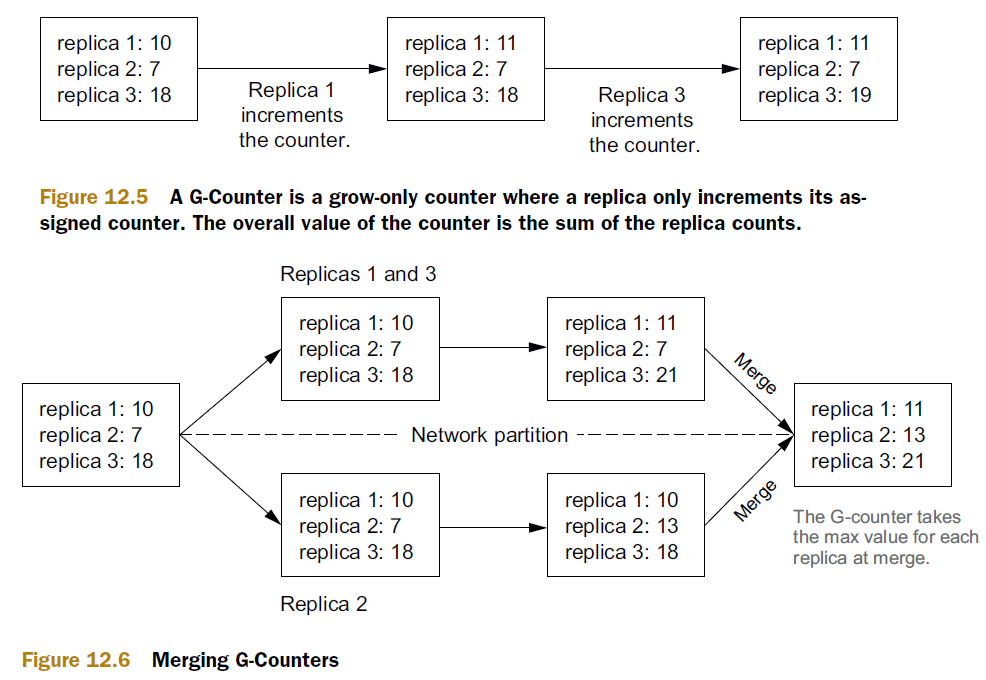 replica 1: 10
replica 2: 7
replica 3: 18
Replica 1
increments
the counter.
replica 1: 11
replica 2: 7
replica 3: 18
Replica 3
increments
the counter.
replica 1: 11
replica 2: 7
replica 3: 19
Figure 12.5 A G-Counter is a grow-only counter where a replica only increments its as-
signed counter. The overall value of the counter is the sum of the replica counts.
Replicas 1 and 3
replica 1: 10
replica 2: 7
replica 3: 18
replica 1: 11
replica 2: 7
replica 3: 21
Merge
replica 1: 10
replica 2: 7
replica 3: 18
Network partition
replica 1: 11
replica 2: 13
replica 3: 21
replica 1: 10
replica 2: 7
replica 3: 18
replica 1: 10
replica 2: 13
replica 3: 18
Merge
The G-counter takes
the max value for each
replica at merge.
Replica 2
Figure 12.6 Merging G-Counters